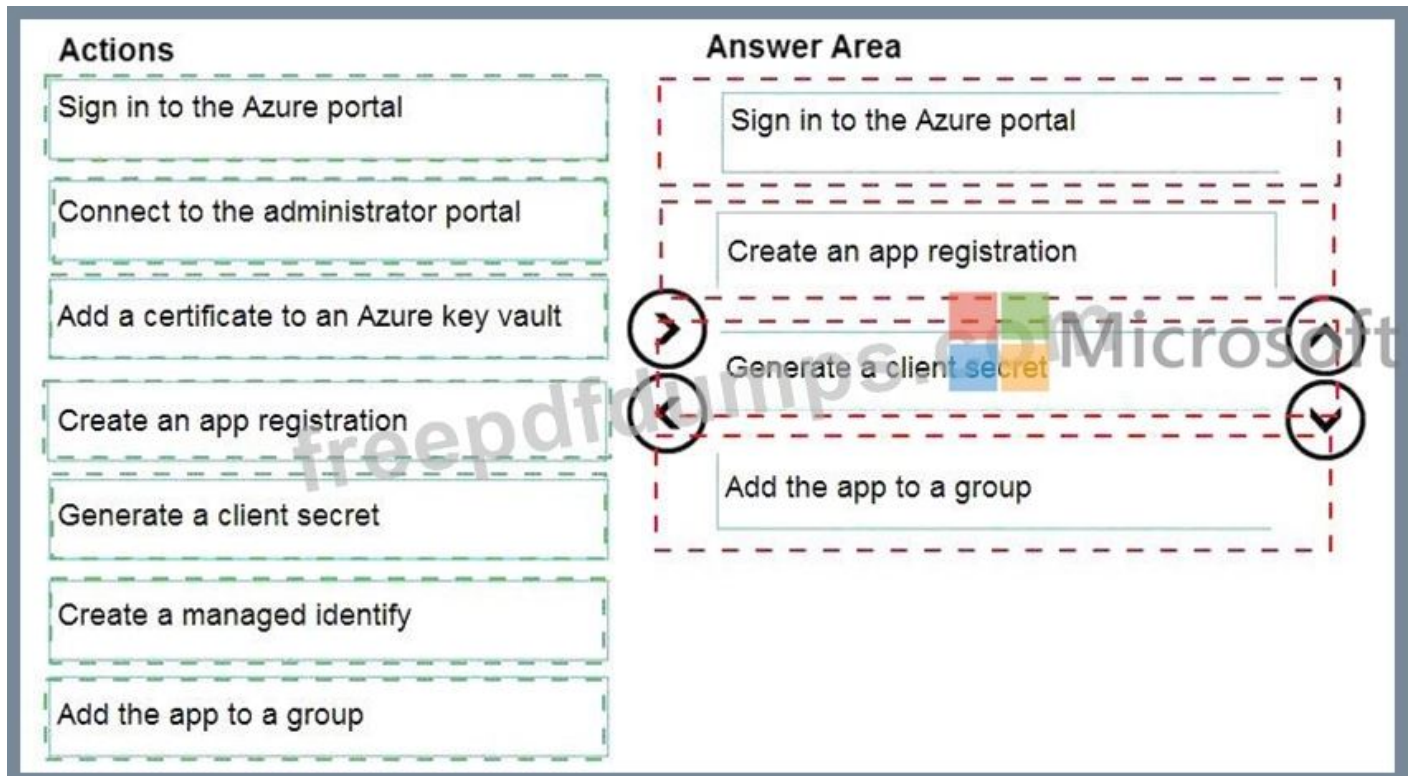 Actions
Sign in to the Azure portal
Connect to the administrator portal
Add a certificate to an Azure key vault
Create an app registration
Generate a client secret
Create a managed identify
Add the app to a group
Answer Area
Sign in to the Azure portal
Create an app registration
Generate a client secret
Add the app to a group
freepdfdumps.com
Microsoft